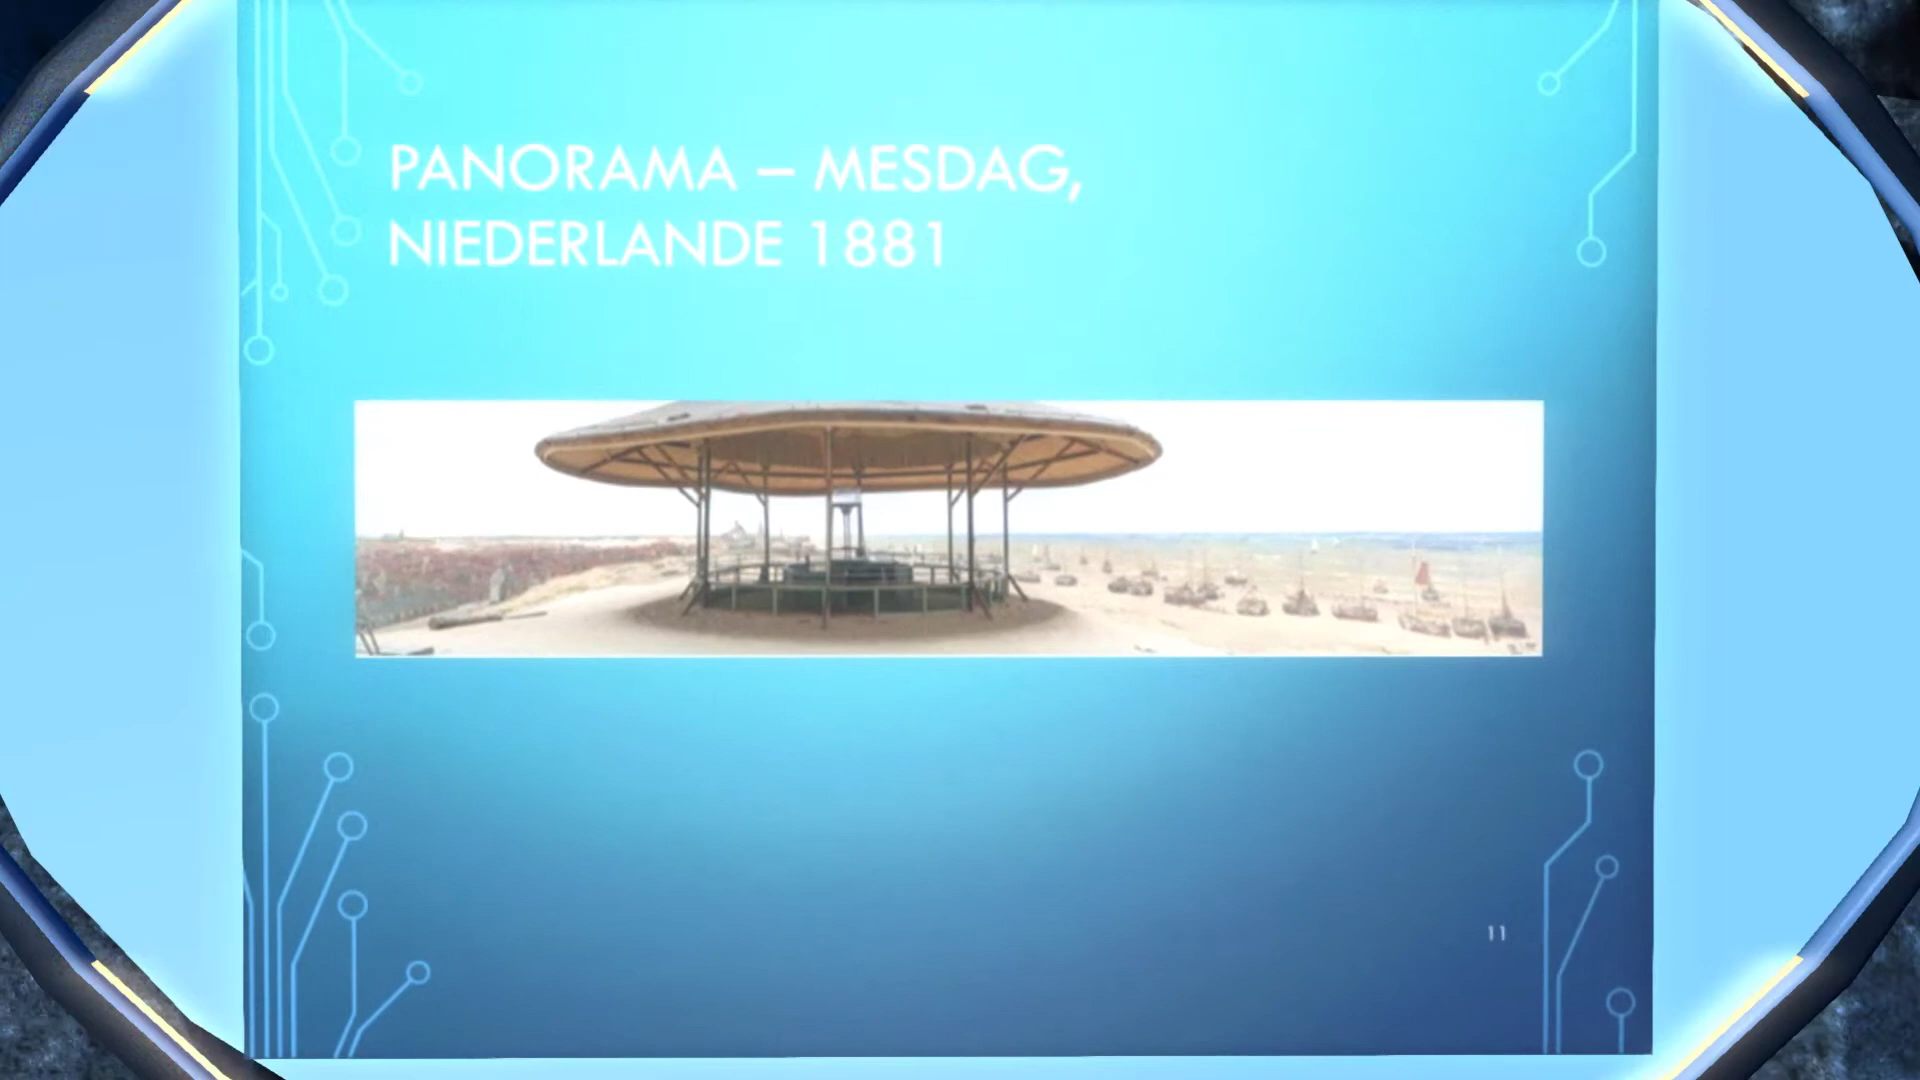 PANORAMA – MESDAG,
NIEDERLANDE 1881
11